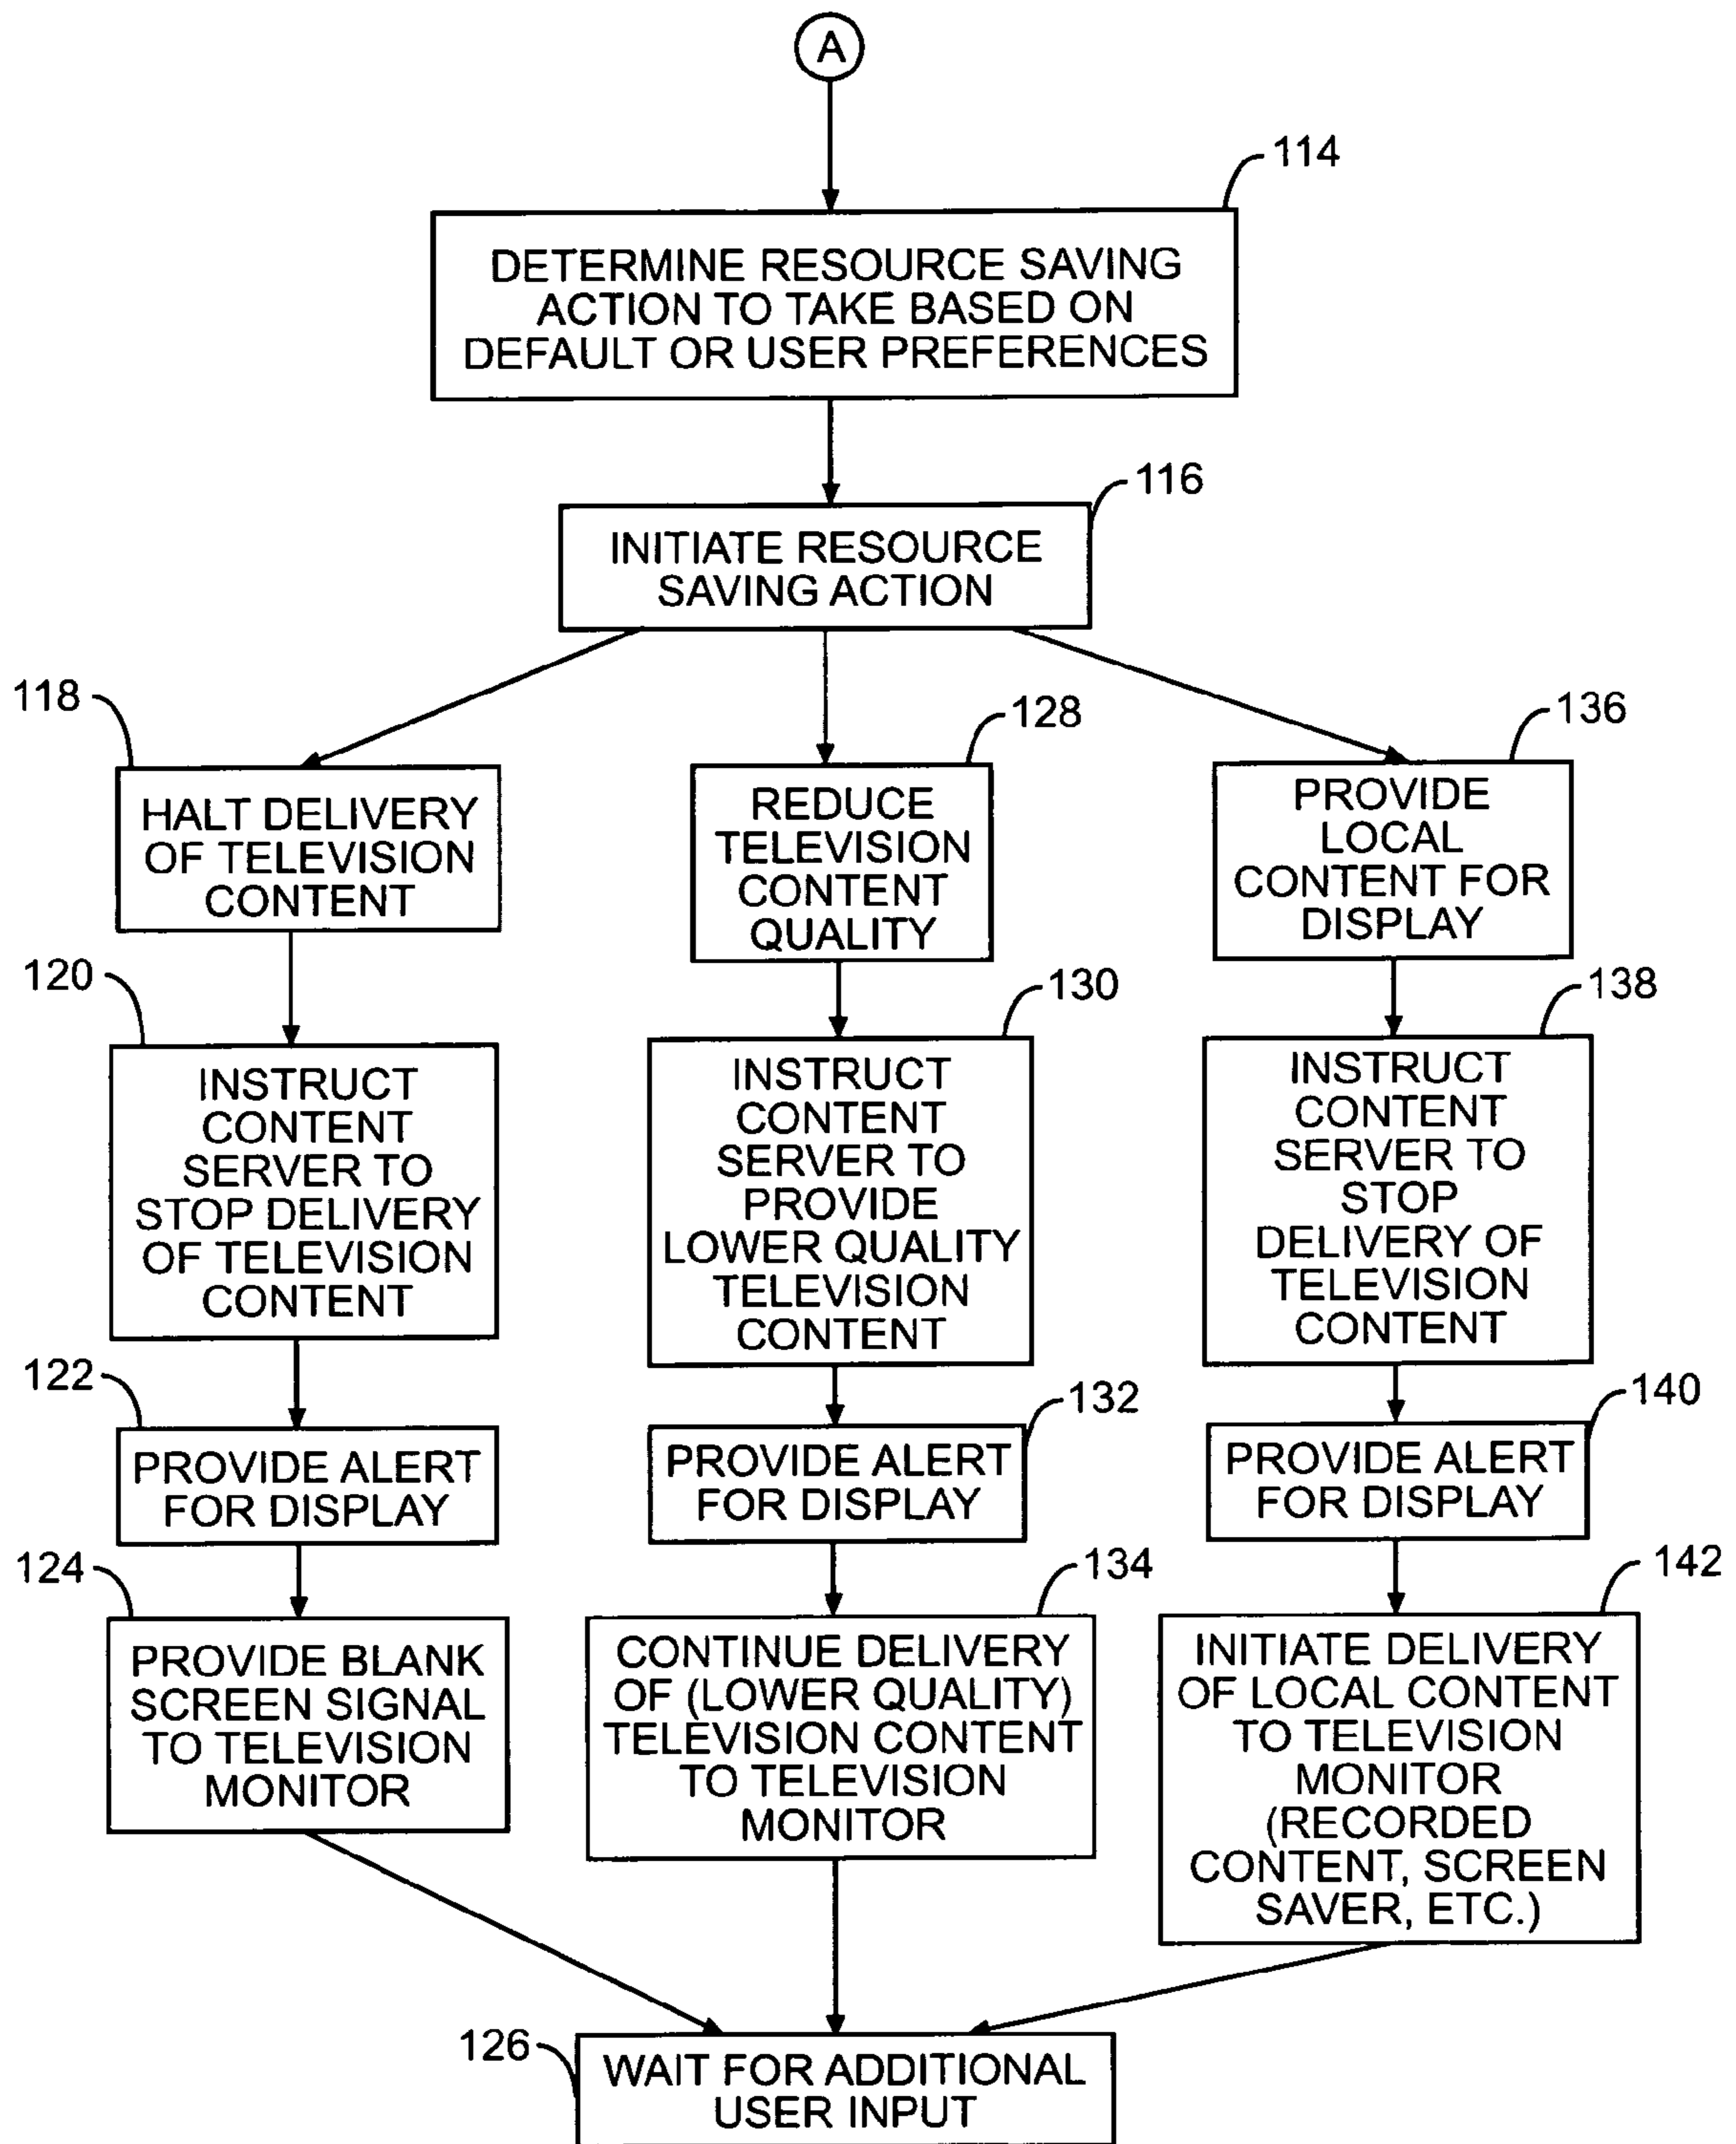 A
114
DETERMINE RESOURCE SAVING
ACTION TO TAKE BASED ON
DEFAULT OR USER PREFERENCES
116
INITIATE RESOURCE
SAVING ACTION
118
HALT DELIVERY
OF TELEVISION
CONTENT
120
INSTRUCT
CONTENT
SERVER TO
STOP DELIVERY
OF TELEVISION
CONTENT
122
PROVIDE ALERT
FOR DISPLAY
124
PROVIDE BLANK
SCREEN SIGNAL
TO TELEVISION
MONITOR
128
REDUCE
TELEVISION
CONTENT
QUALITY
130
INSTRUCT
CONTENT
SERVER TO
PROVIDE
LOWER QUALITY
TELEVISION
CONTENT
132
PROVIDE ALERT
FOR DISPLAY
134
CONTINUE DELIVERY
OF (LOWER QUALITY)
TELEVISION CONTENT
TO TELEVISION
MONITOR
136
PROVIDE
LOCAL
CONTENT FOR
DISPLAY
138
INSTRUCT
CONTENT
SERVER TO
STOP
DELIVERY OF
TELEVISION
CONTENT
140
PROVIDE ALERT
FOR DISPLAY
142
INITIATE DELIVERY
OF LOCAL CONTENT
TO TELEVISION
MONITOR
(RECORDED
CONTENT, SCREEN
SAVER, ETC.)
126
WAIT FOR ADDITIONAL
USER INPUT